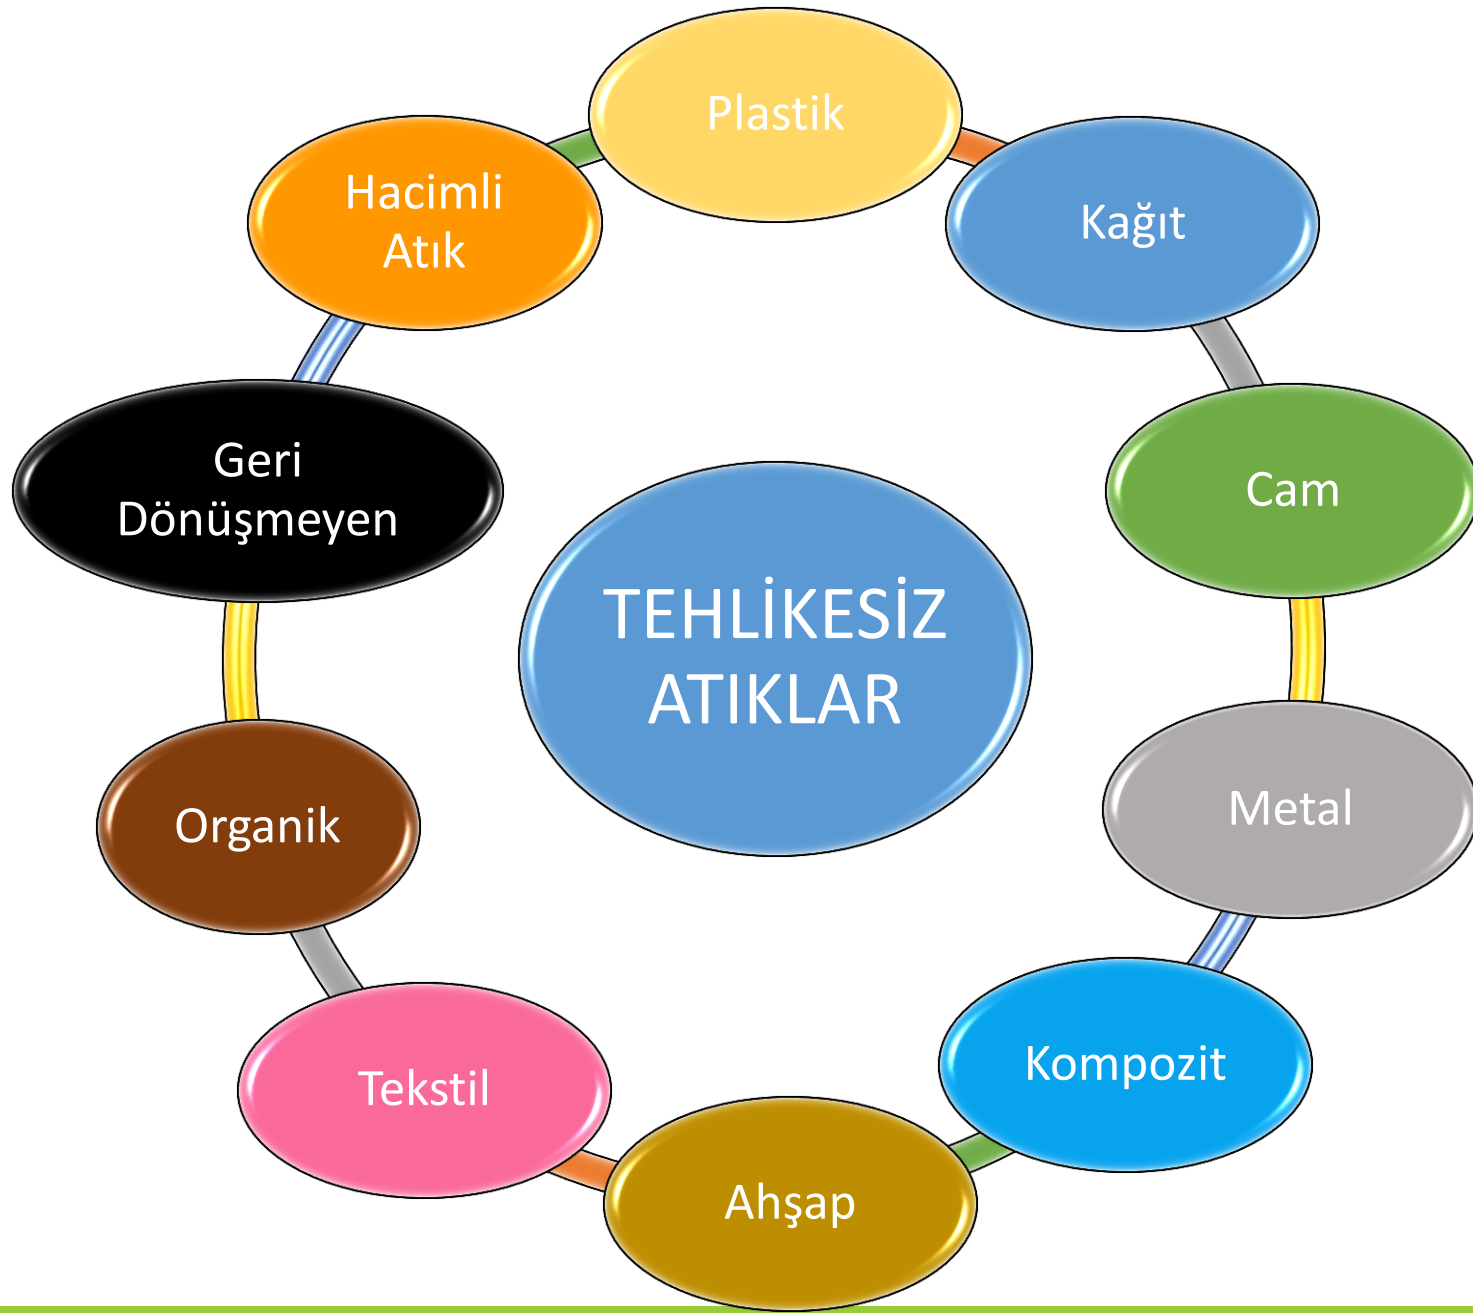 Plastik
Kağıt
Cam
Metal
Kompozit
Ahşap
Tekstil
Organik
Geri
Dönüşmeyen
Hacimli
Atık
TEHLİKESİZ
ATIKLAR